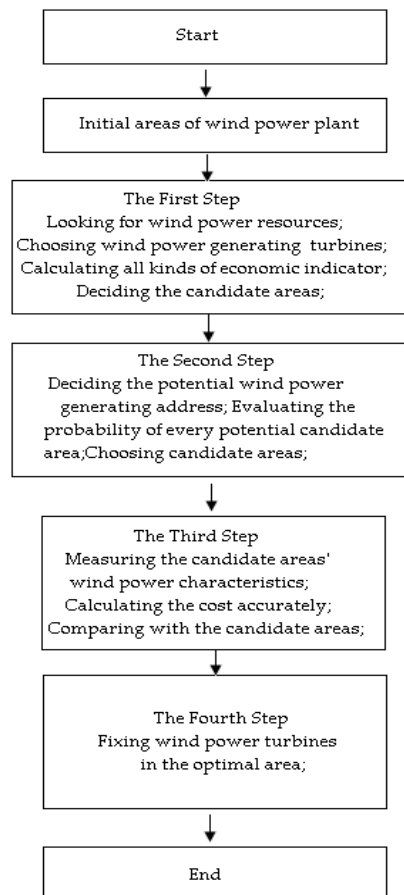 Start
Initial areas of wind power plant
The First Step
Looking for wind power resources;
Choosing wind power generating turbines;
Calculating all kinds of economic indicator;
Deciding the candidate areas;
The Second Step
Deciding the potential wind power
generating address; Evaluating the
probability of every potential candidate
area;Choosing candidate areas;
The Third Step
Measuring the candidate areas'
wind power characteristics;
Calculating the cost accurately;
Comparing with the candidate areas;
The Fourth Step
Fixing wind power turbines
in the optimal area;
End